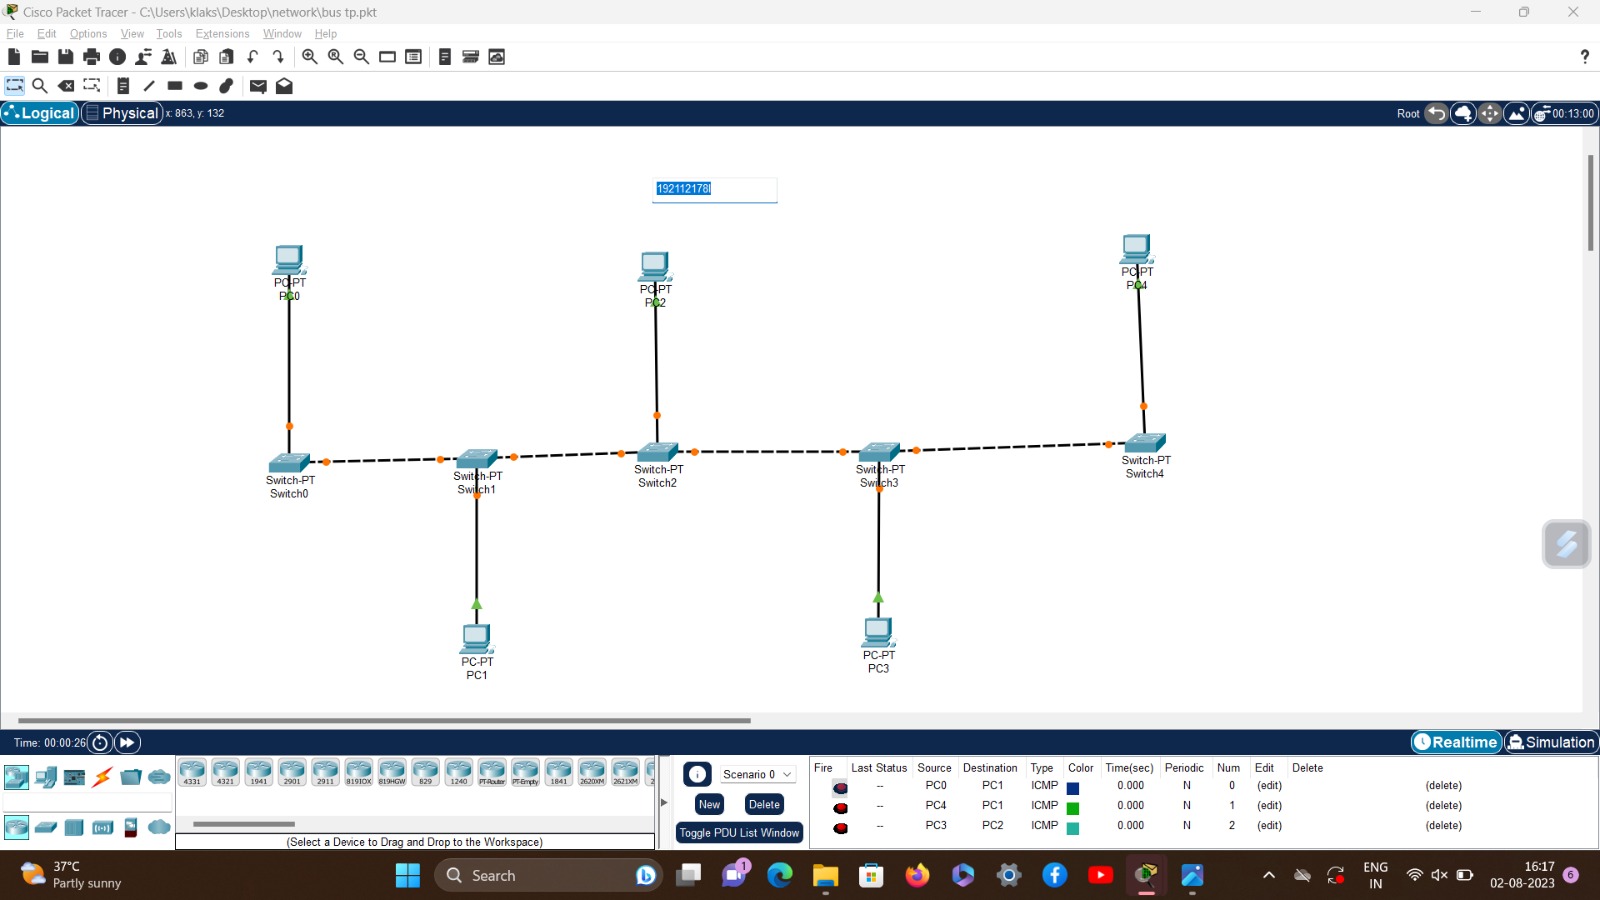 Cisco Packet Tracer - C:\Users\klaks\Desktop\network\bus tp.pkt
File Edit Options View Tools Extensions Window Help
?
Logical Physical x: 863, y: 132 Root 00:13:00
192112178
PC-PT
PC0
PC-PT
PC2
PC-PT
PC4
Switch-PT
Switch0
Switch-PT
Switch1
Switch-PT
Switch2
Switch-PT
Switch3
Switch-PT
Switch4
PC-PT
PC1
PC-PT
PC3
Time: 00:00:26 Realtime Simulation
4331 4321 1941 2901 2911 819IOX 819HGW 829 1240 PT-Router PT-Empty 1841 2620XM 2621XM 2
(Select a Device to Drag and Drop to the Workspace)
Scenario 0
New Delete
Toggle PDU List Window
Fire Last Status Source Destination Type Color Time(sec) Periodic Num Edit Delete
-- PC0 PC1 ICMP 0.000 N 0 (edit) (delete)
-- PC4 PC1 ICMP 0.000 N 1 (edit) (delete)
-- PC3 PC2 ICMP 0.000 N 2 (edit) (delete)
37°C
Partly sunny
Search
1
ENG
IN
16:17
02-08-2023
6